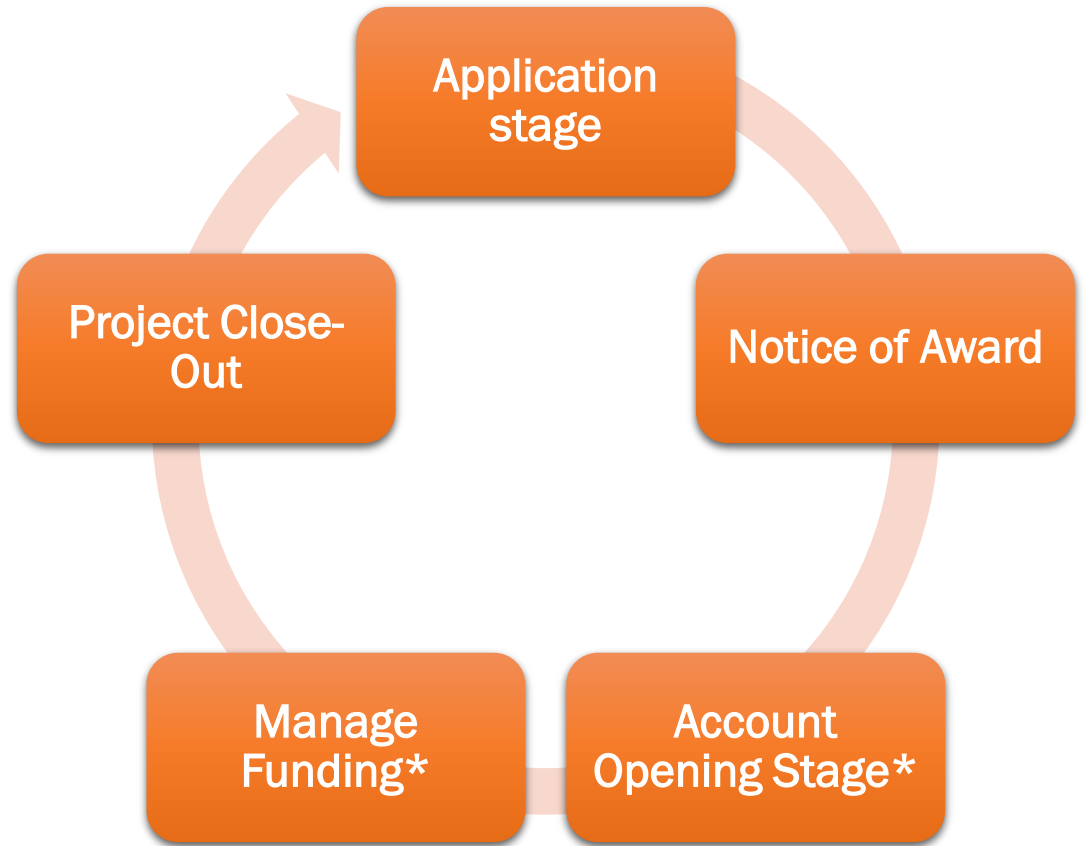 Application
stage
Notice of Award
Account
Opening Stage*
Manage
Funding*
Project Close-
Out